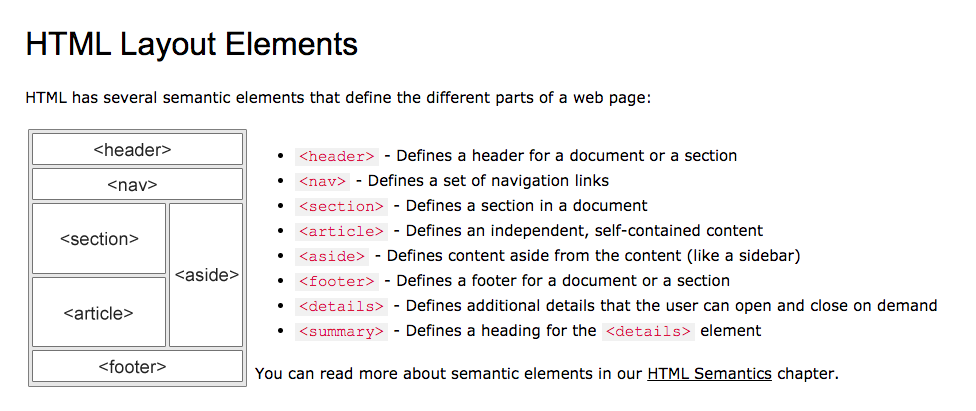 HTML Layout Elements
HTML has several semantic elements that define the different parts of a web page:
<header>
<nav>
<section>
<aside>
<article>
<footer>
• <header> - Defines a header for a document or a section
• <nav> - Defines a set of navigation links
• <section> - Defines a section in a document
• <article> - Defines an independent, self-contained content
• <aside> - Defines content aside from the content (like a sidebar)
• <footer> - Defines a footer for a document or a section
• <details> - Defines additional details that the user can open and close on demand
• <summary> - Defines a heading for the <details> element
You can read more about semantic elements in our HTML Semantics chapter.